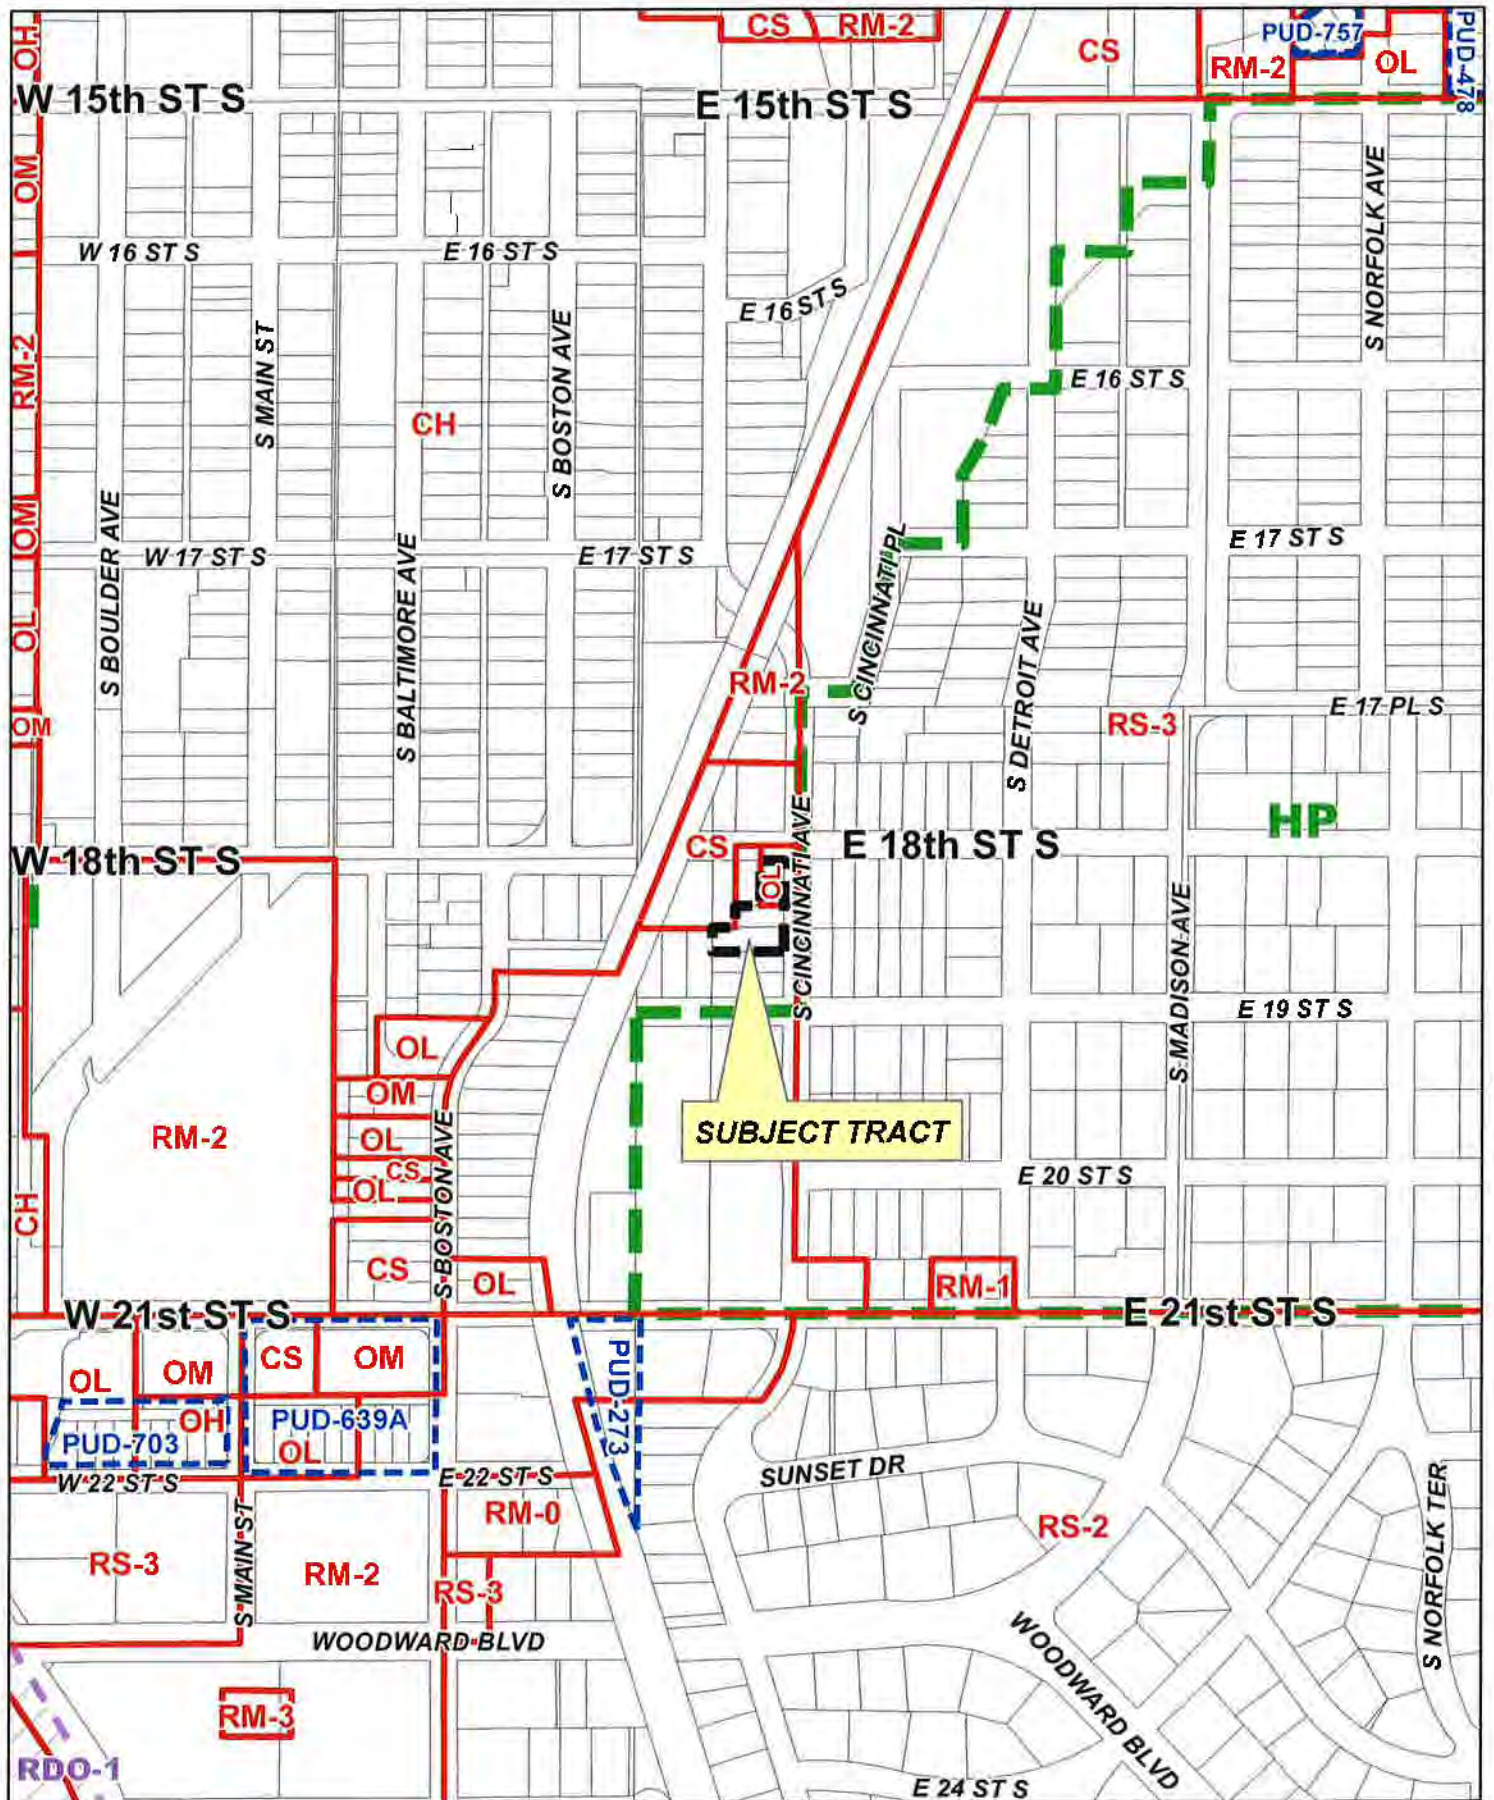 OH
CS
RM-2
CS
RM-2
PUD-757
OL
PUD-478
W 15th ST S
E 15th ST S
OM
S NORFOLK AVE
W 16 ST S
E 16 ST S
E 16 ST S
RM-2
S MAIN ST
S BOSTON AVE
E 16 ST S
CH
OM
S BOULDER AVE
W 17 ST S
S BALTIMORE AVE
E 17 ST S
S CINCINNATI PL
E 17 ST S
OL
S DETROIT AVE
RM-2
OM
RS-3
E 17 PL S
HP
W 18th ST S
CS
OL
S CINCINNATI AVE
E 18th ST S
S MADISON AVE
E 19 ST S
OL
OM
RM-2
OL
CS
OL
S BOSTON AVE
SUBJECT TRACT
E 20 ST S
CH
CS
OL
RM-1
W 21st ST S
E 21st ST S
OL
OM
CS
OM
PUD-273
OH
PUD-703
PUD-639A
OL
W 22 ST S
E 22 ST S
SUNSET DR
S NORFOLK TER
RM-0
RS-2
RS-3
S MAIN ST
RM-2
RS-3
WOODWARD BLVD
WOODWARD BLVD
RM-3
RDO-1
E 24 ST S